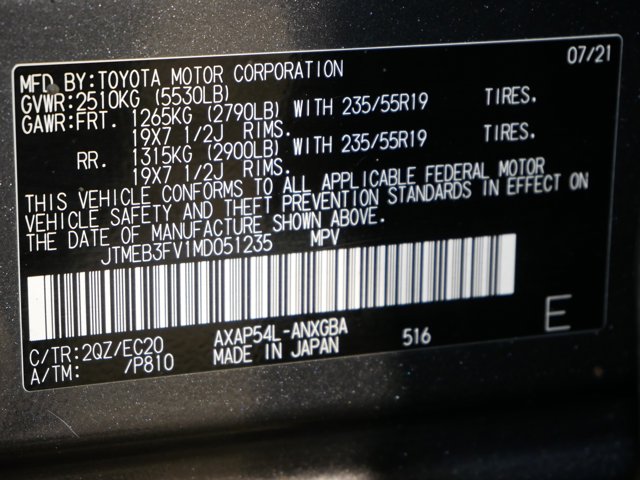 07/21
MFD BY:TOYOTA MOTOR CORPORATION
GVWR:2510KG (5530LB)
GAWR:FRT. 1265KG (2790LB) WITH 235/55R19 TIRES.
19X7 1/2J RIMS.
RR. 1315KG (2900LB) WITH 235/55R19 TIRES.
19X7 1/2J RIMS.
THIS VEHICLE CONFORMS TO ALL APPLICABLE FEDERAL MOTOR
VEHICLE SAFETY AND THEFT PREVENTION STANDARDS IN EFFECT ON
THE DATE OF MANUFACTURE SHOWN ABOVE.
JTMEB3FV1MD051235 MPV
C/TR:2QZ/EC20 AXAP54L-ANXGBA 516 E
A/TM: /P810 MADE IN JAPAN